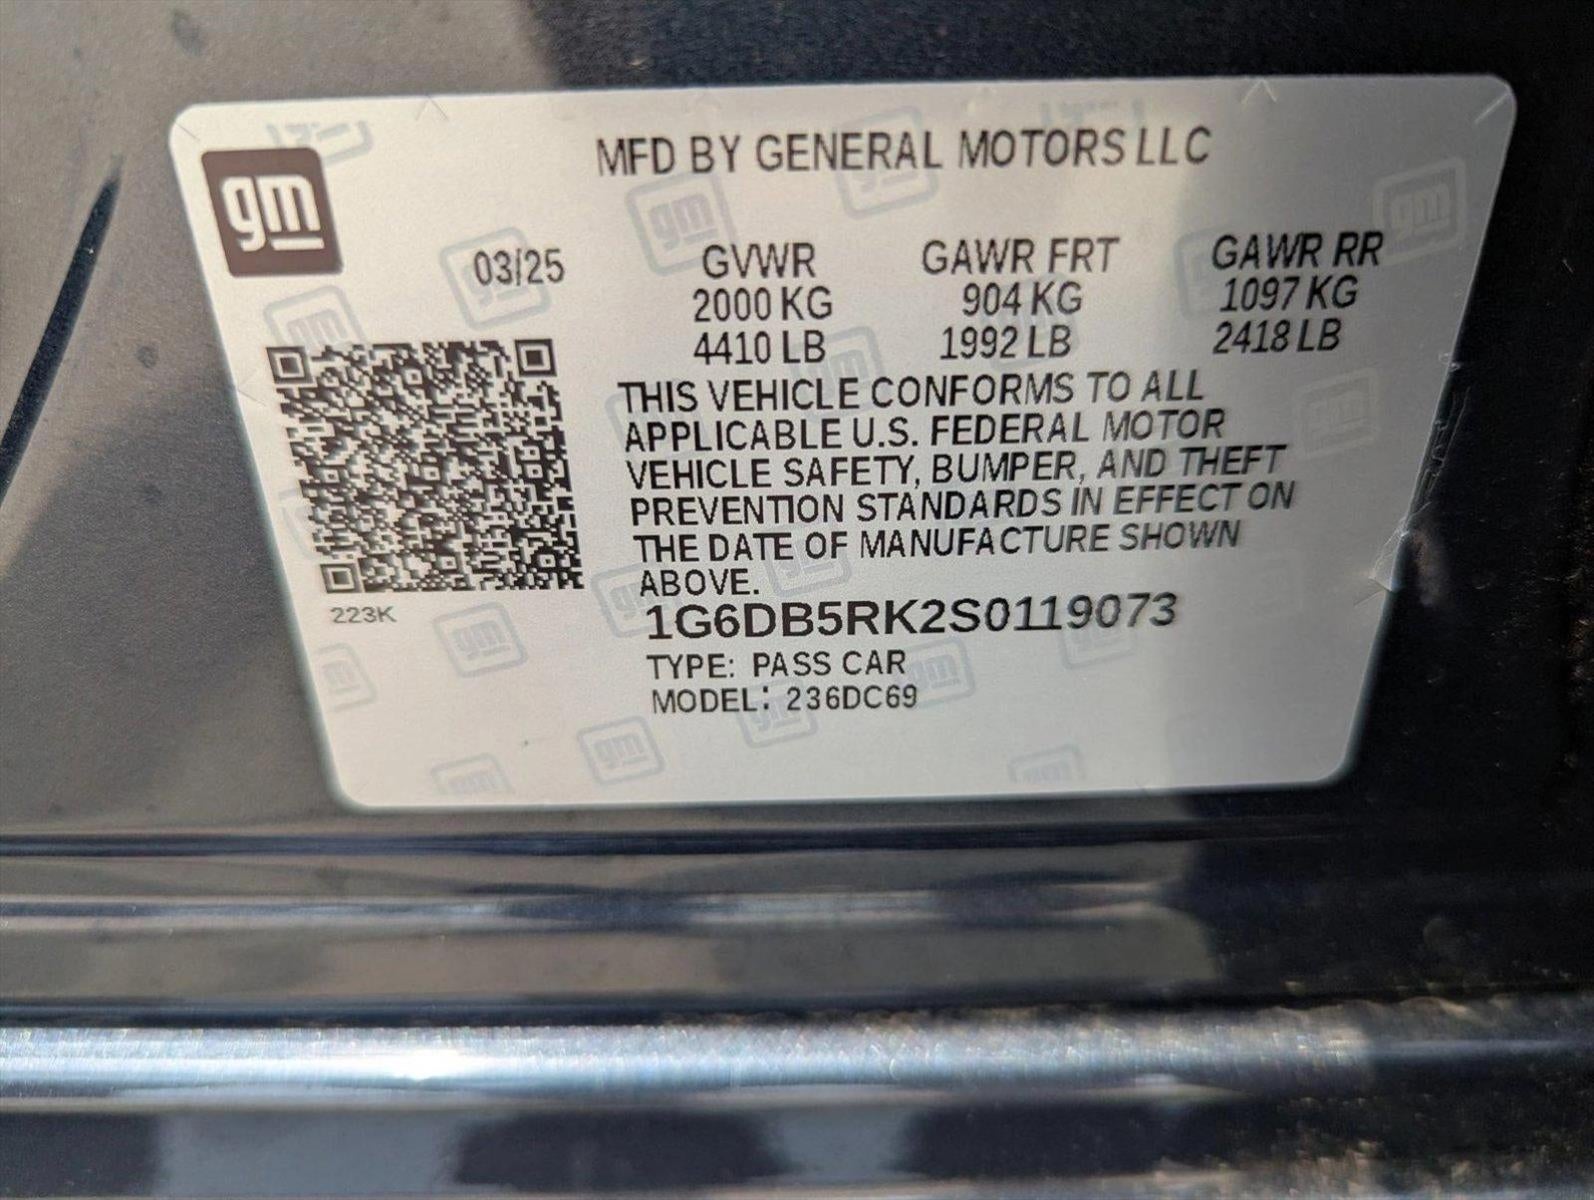 gm
MFD BY GENERAL MOTORS LLC
03/25 GVWR GAWR FRT GAWR RR
2000 KG 904 KG 1097 KG
4410 LB 1992 LB 2418 LB
THIS VEHICLE CONFORMS TO ALL
APPLICABLE U.S. FEDERAL MOTOR
VEHICLE SAFETY, BUMPER, AND THEFT
PREVENTION STANDARDS IN EFFECT ON
THE DATE OF MANUFACTURE SHOWN
ABOVE.
223K
1G6DB5RK2S0119073
TYPE: PASS CAR
MODEL: 236DC69